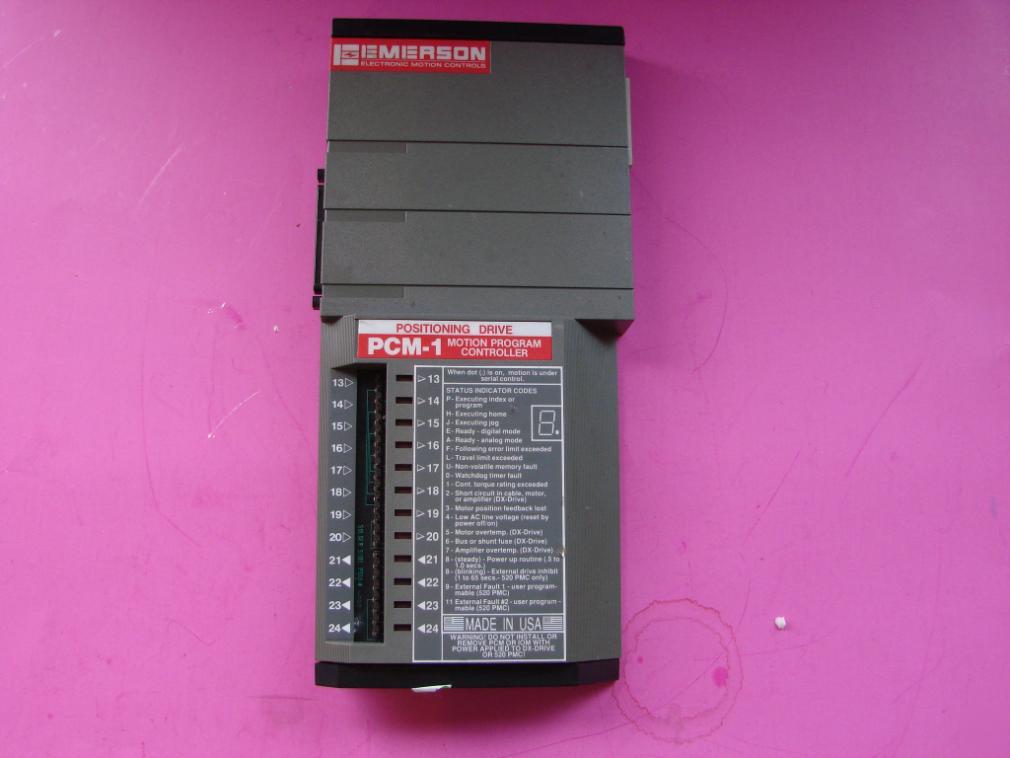 EMERSON
ELECTRONIC MOTION CONTROLS
POSITIONING DRIVE
PCM-1 MOTION PROGRAM
CONTROLLER
13▷
14▷
15▷
16▷
17▷
18▷
19▷
20▷
21◀
22◀
23◀
24◀
▷13
▷14
▷15
▷16
▷17
▷18
▷19
▷20
◀21
◀22
◀23
◀24
When dot (.) is on, motion is under
serial control.
STATUS INDICATOR CODES
P- Executing index or
program
H- Executing home
J- Executing jog
E- Ready - digital mode
A- Ready - analog mode
F- Following error limit exceeded
L- Travel limit exceeded
U- Non-volatile memory fault
0- Watchdog timer fault
1- Cont. torque rating exceeded
2- Short circuit in cable, motor,
or amplifier (DX-Drive)
3- Motor position feedback lost
4- Low AC line voltage (reset by
power off/on)
5- Motor overtemp. (DX-Drive)
6- Bus or shunt fuse (DX-Drive)
7- Amplifier overtemp. (DX-Drive)
8- (steady) - Power up routine (.5 to
1.0 secs.)
8- (blinking) - External drive inhibit
(1 to 65 secs.- 520 PMC only)
9- External Fault 1 - user program-
mable (520 PMC)
11 External Fault #2 - user program-
mable (520 PMC)
8.
MADE IN USA
WARNING! DO NOT INSTALL OR
REMOVE PCM OR IOM WITH
POWER APPLIED TO DX-DRIVE
OR 520 PMC!